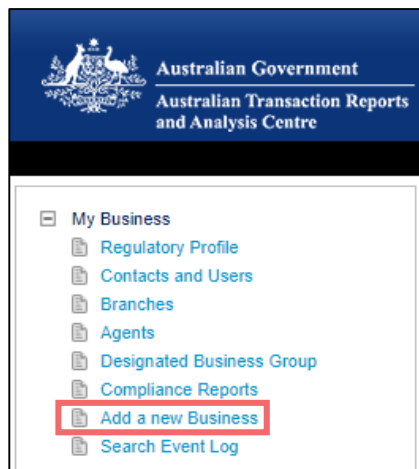 Australian Government
Australian Transaction Reports
and Analysis Centre
My Business
Regulatory Profile
Contacts and Users
Branches
Agents
Designated Business Group
Compliance Reports
Add a new Business
Search Event Log